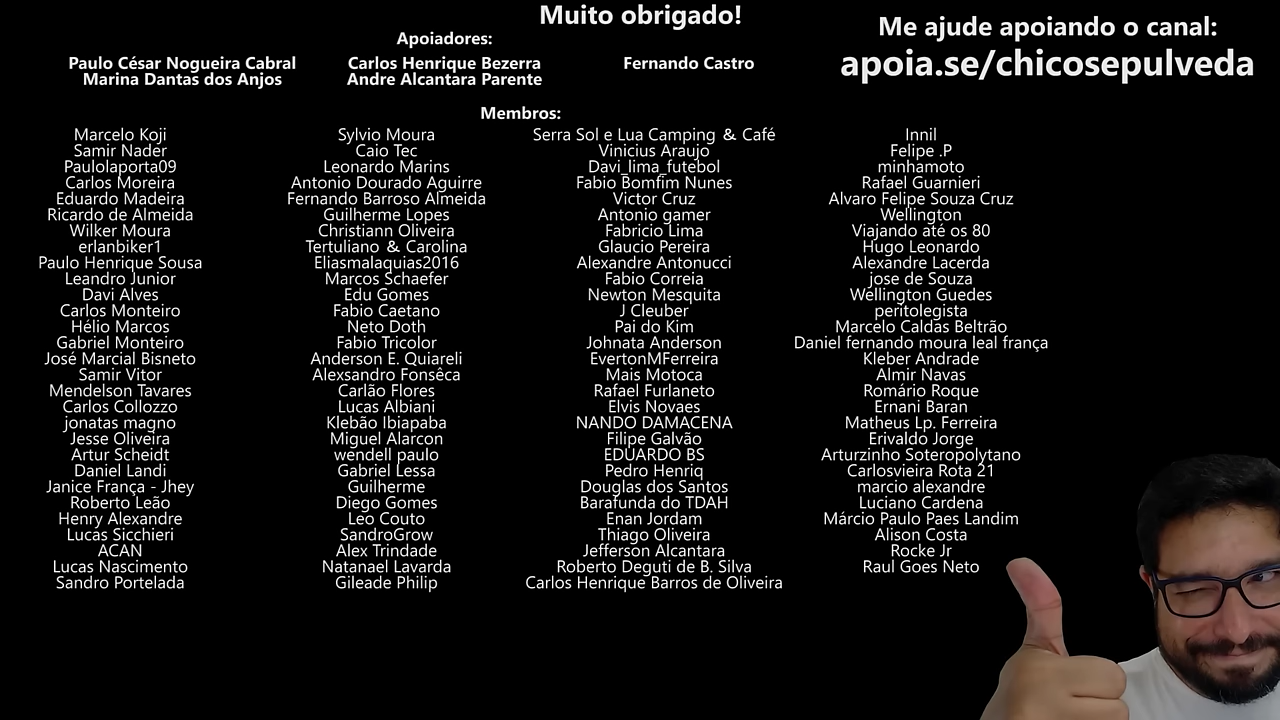 Muito obrigado!
Me ajude apoiando o canal:
apoia.se/chicosepulveda
Apoiadores:
Paulo César Nogueira Cabral
Marina Dantas dos Anjos
Carlos Henrique Bezerra
Andre Alcantara Parente
Fernando Castro
Membros:
Marcelo Koji
Samir Nader
Paulolaporta09
Carlos Moreira
Eduardo Madeira
Ricardo de Almeida
Wilker Moura
erlanbiker1
Paulo Henrique Sousa
Leandro Junior
Davi Alves
Carlos Monteiro
Hélio Marcos
Gabriel Monteiro
José Marcial Bisneto
Samir Vitor
Mendelson Tavares
Carlos Collozzo
jonatas magno
Jesse Oliveira
Artur Scheidt
Daniel Landi
Janice França - Jhey
Roberto Leão
Henry Alexandre
Lucas Sicchieri
ACAN
Lucas Nascimento
Sandro Portelada
Sylvio Moura
Caio Tec
Leonardo Marins
Antonio Dourado Aguirre
Fernando Barroso Almeida
Guilherme Lopes
Christiann Oliveira
Tertuliano & Carolina
Eliasmalaquias2016
Marcos Schaefer
Edu Gomes
Fabio Caetano
Neto Doth
Fabio Tricolor
Anderson E. Quiareli
Alexsandro Fonsêca
Carlão Flores
Lucas Albiani
Klebão Ibiapaba
Miguel Alarcon
wendell paulo
Gabriel Lessa
Guilherme
Diego Gomes
Leo Couto
SandroGrow
Alex Trindade
Natanael Lavarda
Gileade Philip
Serra Sol e Lua Camping & Café
Vinicius Araujo
Davi_lima_futebol
Fabio Bomfim Nunes
Victor Cruz
Antonio gamer
Fabricio Lima
Glaucio Pereira
Alexandre Antonucci
Fabio Correia
Newton Mesquita
J Cleuber
Pai do Kim
Johnata Anderson
EvertonMFerreira
Mais Motoca
Rafael Furlaneto
Elvis Novaes
NANDO DAMACENA
Filipe Galvão
EDUARDO BS
Pedro Henriq
Douglas dos Santos
Barafunda do TDAH
Enan Jordam
Thiago Oliveira
Jefferson Alcantara
Roberto Deguti de B. Silva
Carlos Henrique Barros de Oliveira
Innil
Felipe .P
minhamoto
Rafael Guarnieri
Alvaro Felipe Souza Cruz
Wellington
Viajando até os 80
Hugo Leonardo
Alexandre Lacerda
jose de Souza
Wellington Guedes
peritolegista
Marcelo Caldas Beltrão
Daniel fernando moura leal frança
Kleber Andrade
Almir Navas
Romário Roque
Ernani Baran
Matheus Lp. Ferreira
Erivaldo Jorge
Arturzinho Soteropolytano
Carlosvieira Rota 21
marcio alexandre
Luciano Cardena
Márcio Paulo Paes Landim
Alison Costa
Rocke Jr
Raul Goes Neto